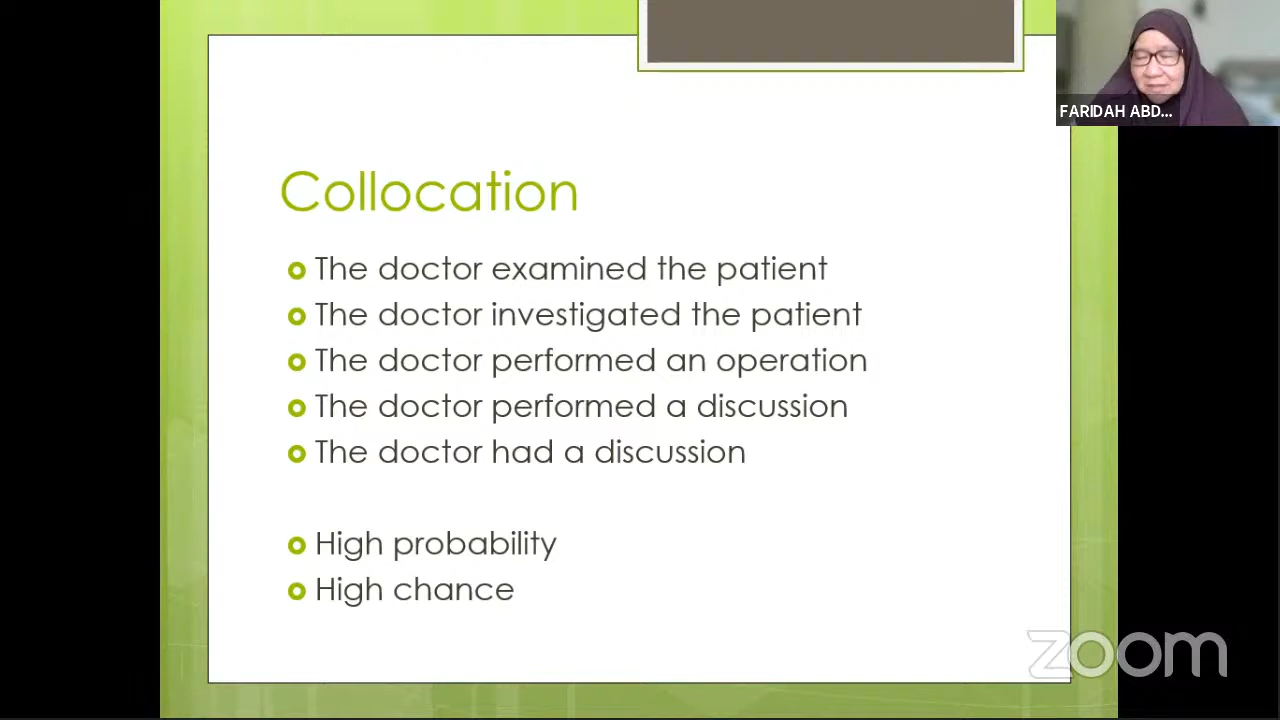 FARIDAH ABD...
Collocation
The doctor examined the patient
The doctor investigated the patient
The doctor performed an operation
The doctor performed a discussion
The doctor had a discussion
High probability
High chance
zoom